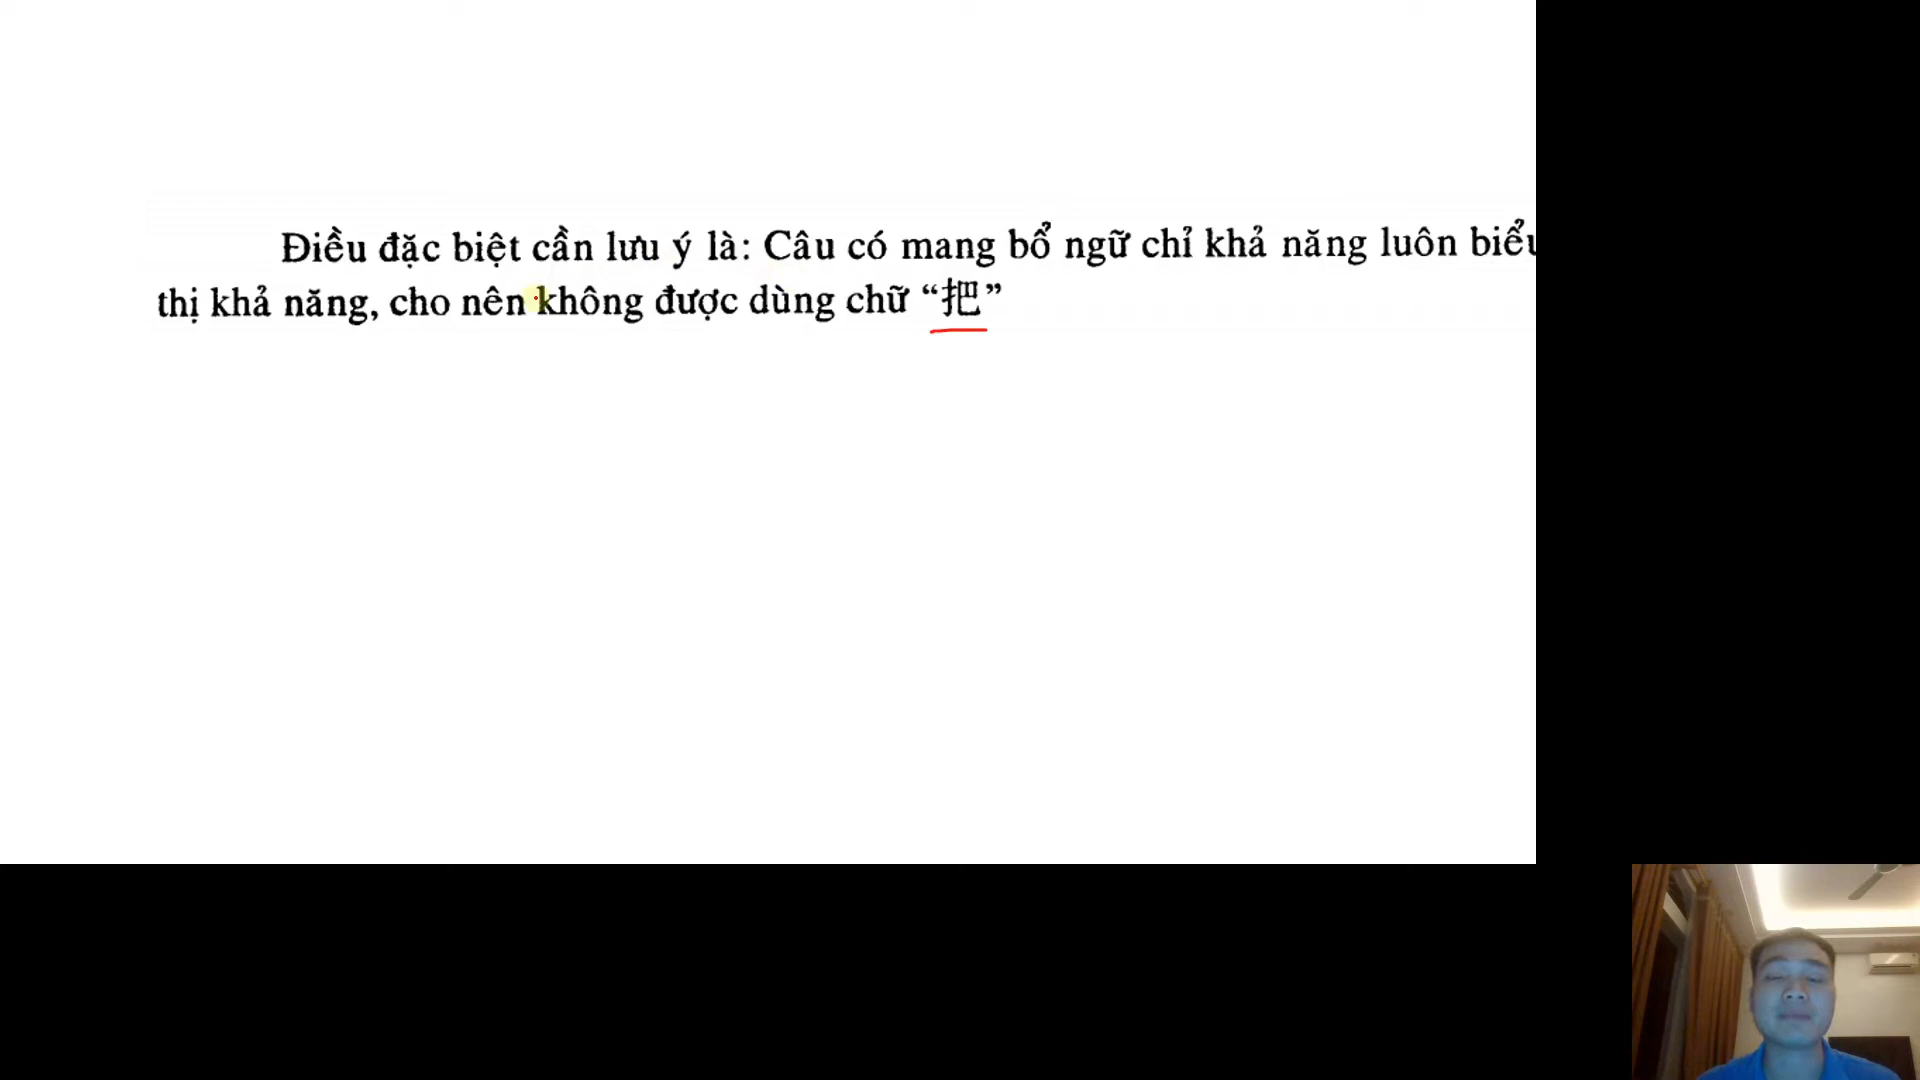 Điều đặc biệt cần lưu ý là: Câu có mang bổ ngữ chỉ khả năng luôn biểu
thị khả năng, cho nên không được dùng chữ “把”